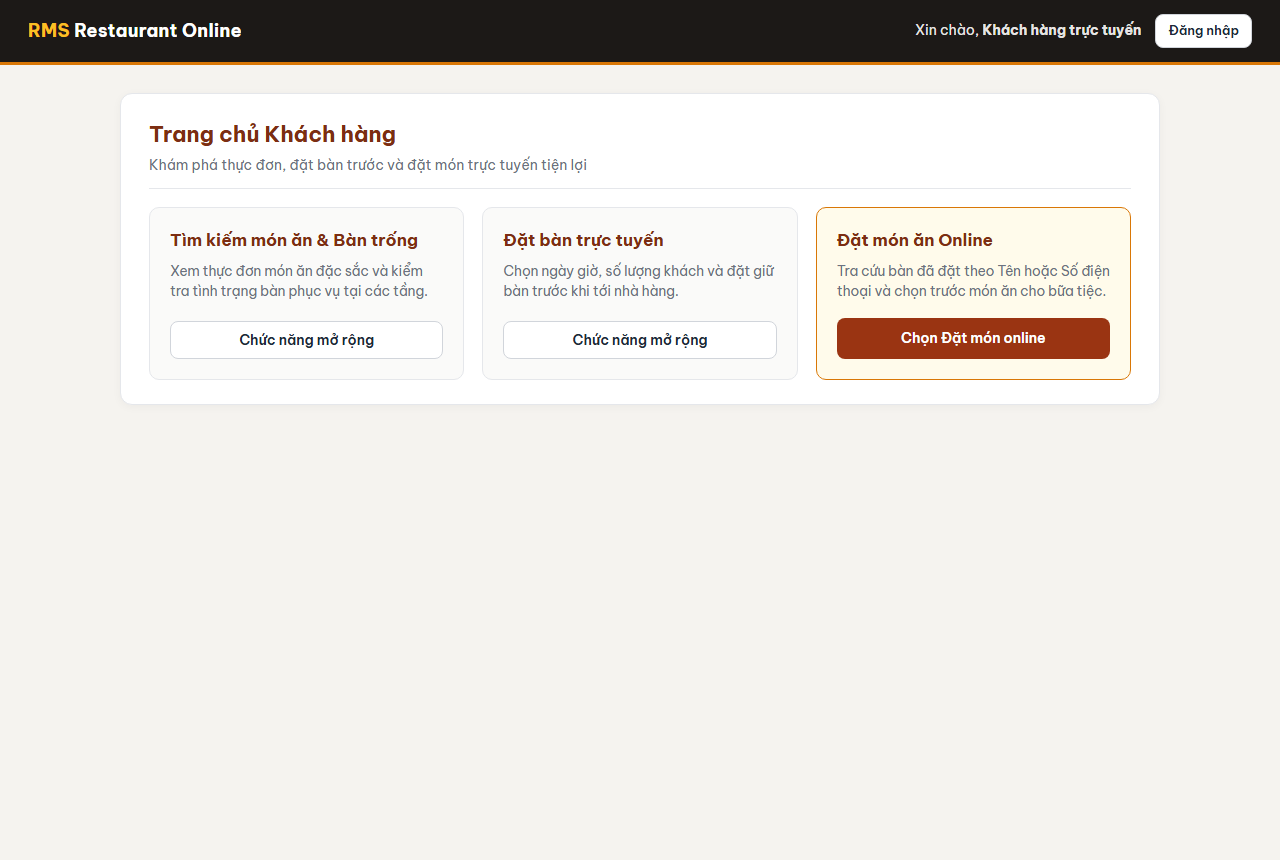 RMS Restaurant Online
Xin chào, Khách hàng trực tuyến
Đăng nhập
Trang chủ Khách hàng
Khám phá thực đơn, đặt bàn trước và đặt món trực tuyến tiện lợi
Tìm kiếm món ăn & Bàn trống
Xem thực đơn món ăn đặc sắc và kiểm
tra tình trạng bàn phục vụ tại các tầng.
Chức năng mở rộng
Đặt bàn trực tuyến
Chọn ngày giờ, số lượng khách và đặt giữ
bàn trước khi tới nhà hàng.
Chức năng mở rộng
Đặt món ăn Online
Tra cứu bàn đã đặt theo Tên hoặc Số điện
thoại và chọn trước món ăn cho bữa tiệc.
Chọn Đặt món online